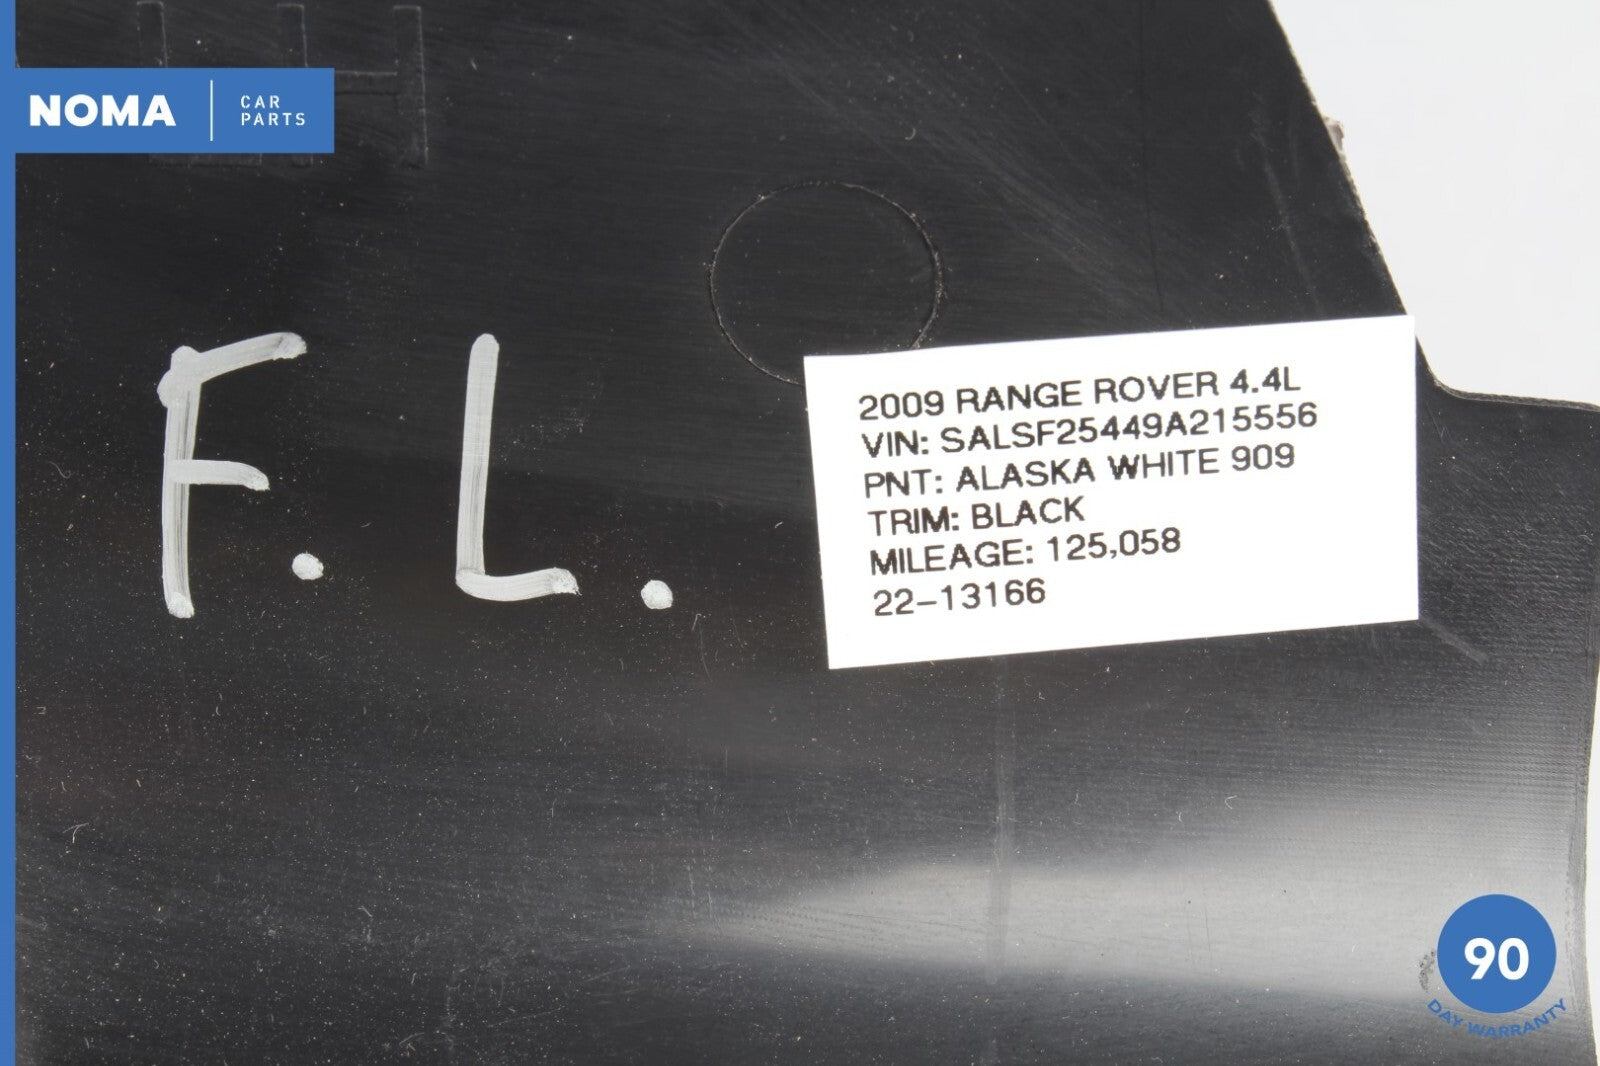 NOMA
CAR
PARTS
F. L.
2009 RANGE ROVER 4.4L
VIN: SALSF25449A215556
PNT: ALASKA WHITE 909
TRIM: BLACK
MILEAGE: 125,058
22-13166
90
DAY WARRANTY